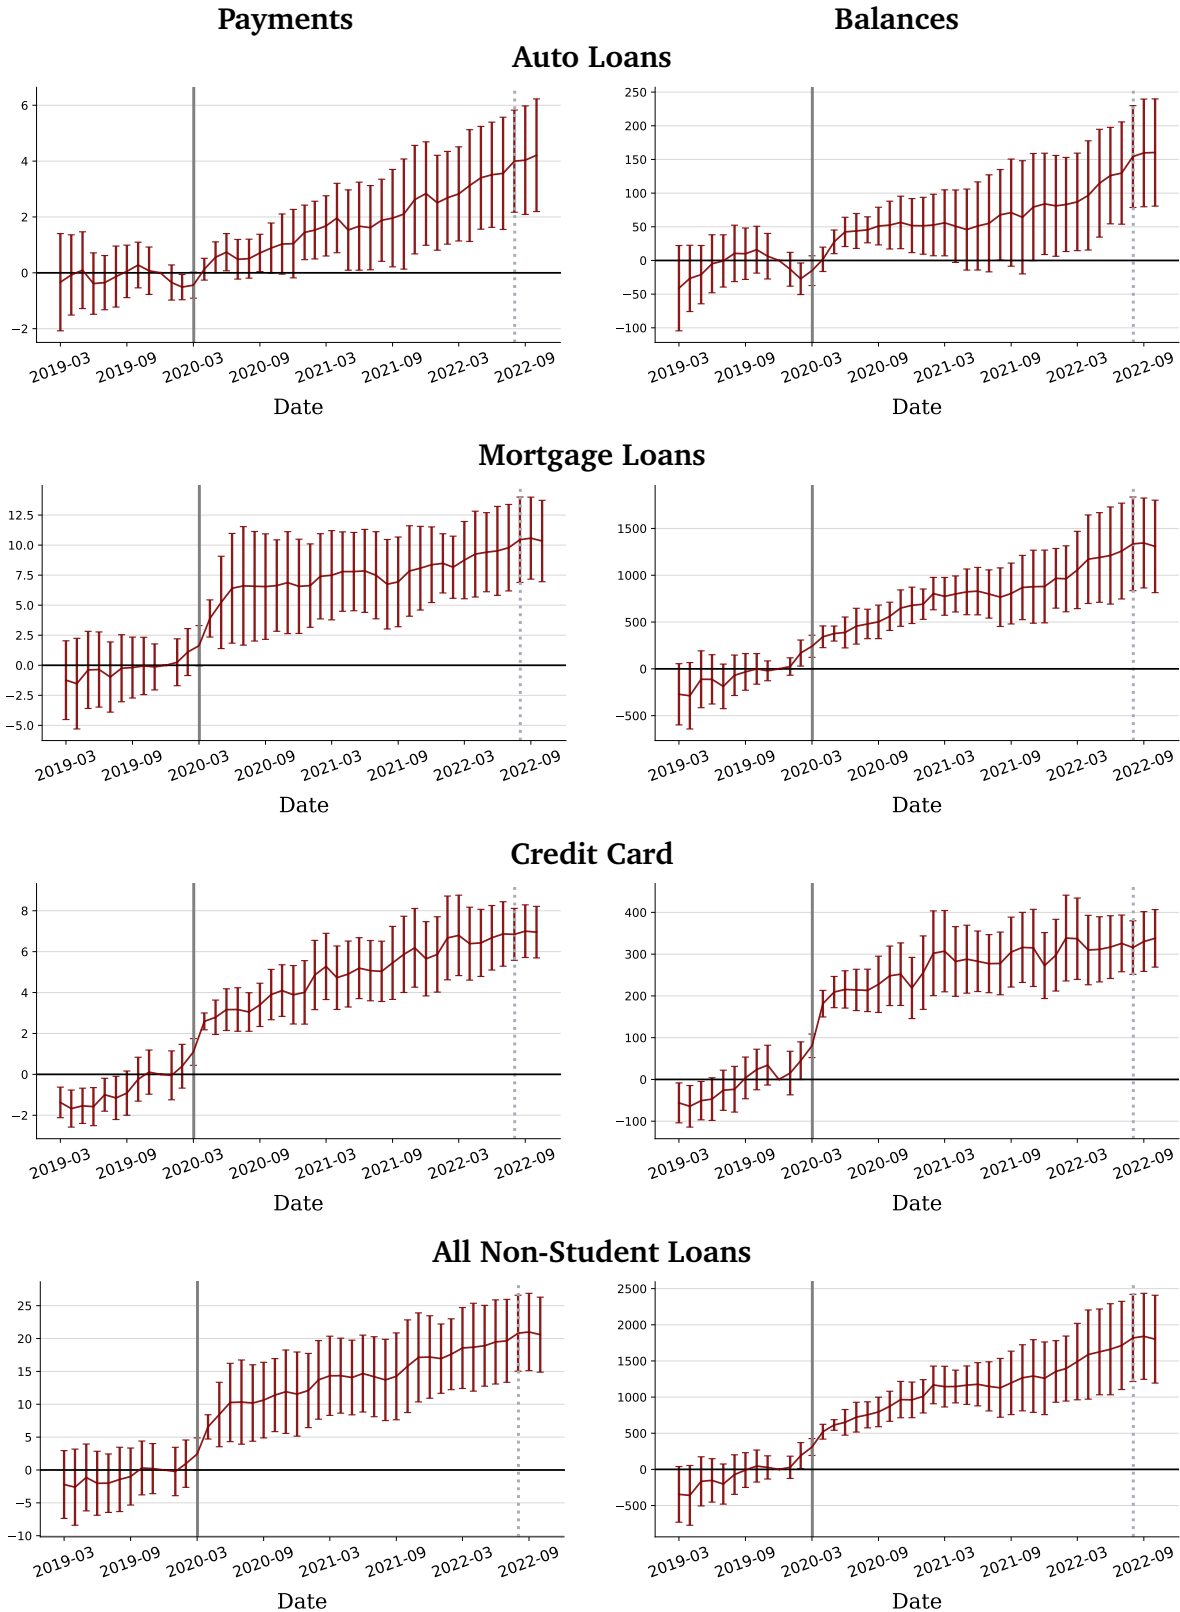 Payments Balances
Auto Loans
6
4
2
0
−2
2019-03 2019-09 2020-03 2020-09 2021-03 2021-09 2022-03 2022-09
Date
250
200
150
100
50
0
−50
−100
2019-03 2019-09 2020-03 2020-09 2021-03 2021-09 2022-03 2022-09
Date
Mortgage Loans
12.5
10.0
7.5
5.0
2.5
0.0
−2.5
−5.0
2019-03 2019-09 2020-03 2020-09 2021-03 2021-09 2022-03 2022-09
Date
1500
1000
500
0
−500
2019-03 2019-09 2020-03 2020-09 2021-03 2021-09 2022-03 2022-09
Date
Credit Card
8
6
4
2
0
−2
2019-03 2019-09 2020-03 2020-09 2021-03 2021-09 2022-03 2022-09
Date
400
300
200
100
0
−100
2019-03 2019-09 2020-03 2020-09 2021-03 2021-09 2022-03 2022-09
Date
All Non-Student Loans
25
20
15
10
5
0
−5
−10
2019-03 2019-09 2020-03 2020-09 2021-03 2021-09 2022-03 2022-09
Date
2500
2000
1500
1000
500
0
−500
2019-03 2019-09 2020-03 2020-09 2021-03 2021-09 2022-03 2022-09
Date